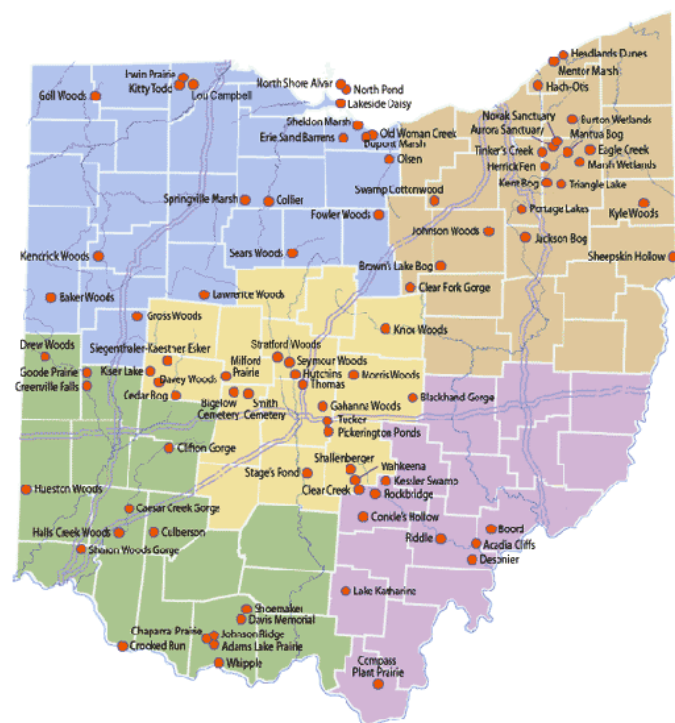 Headlands Dunes
Mentor Marsh
Hach-Otis
Irwin Prairie
Kitty Todd
Lou Campbell
Goll Woods
North Shore Alvar
North Pond
Lakeside Daisy
Sheldon Marsh
Old Woman Creek
Erie Sand Barrens
Dupont Marsh
Olsen
Novak Sanctuary
Burton Wetlands
Aurora Sanctuary
Mantua Bog
Tinker's Creek
Eagle Creek
Herrick Fen
Marsh Wetlands
Kent Bog
Triangle Lake
Swamp Cottonwood
Springville Marsh
Collier
Fowler Woods
Portage Lakes
Kyle Woods
Johnson Woods
Jackson Bog
Kendrick Woods
Sears Woods
Sheepskin Hollow
Brown's Lake Bog
Clear Fork Gorge
Baker Woods
Lawrence Woods
Gross Woods
Knox Woods
Drew Woods
Siegenthaler-Kaestner Esker
Stratford Woods
Seymour Woods
Milford
Prairie
Goode Prairie
Kiser Lake
Davey Woods
Hutchins
Morris Woods
Greenville Falls
Thomas
Cedar Bog
Bigelow
Cemetery
Smith
Cemetery
Gahanna Woods
Blackhand Gorge
Tucker
Pickerington Ponds
Clifton Gorge
Shallenberger
Wahkeena
Stage's Pond
Kessler Swamp
Clear Creek
Rockbridge
Hueston Woods
Caesar Creek Gorge
Conkle's Hollow
Halls Creek Woods
Culberson
Boord
Riddle
Acadia Cliffs
Sharon Woods Gorge
Desonier
Lake Katharine
Shoemaker
Davis Memorial
Chaparral Prairie
Johnson Ridge
Crooked Run
Adams Lake Prairie
Whipple
Compass
Plant Prairie